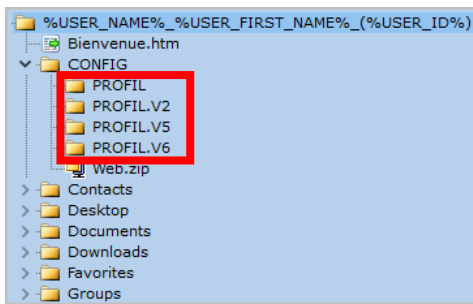 %USER_NAME%_%USER_FIRST_NAME%_(%USER_ID%)
Bienvenue.htm
CONFIG
PROFIL
PROFIL.V2
PROFIL.V5
PROFIL.V6
Web.zip
Contacts
Desktop
Documents
Downloads
Favorites
Groups